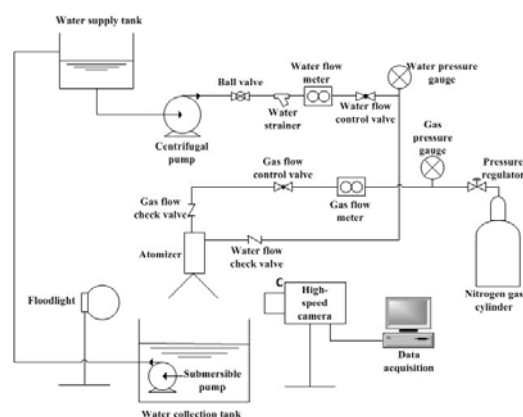 Water supply tank
Ball valve
Water flow
meter
Water pressure
gauge
Water
strainer
Water flow
control valve
Centrifugal
pump
Gas
pressure
gauge
Gas flow
control valve
Pressure
regulator
Gas flow
check valve
Gas flow
meter
Atomizer
Water flow
check valve
Nitrogen gas
cylinder
Floodlight
C
High-
speed
camera
Data
acquisition
Submersible
pump
Water collection tank